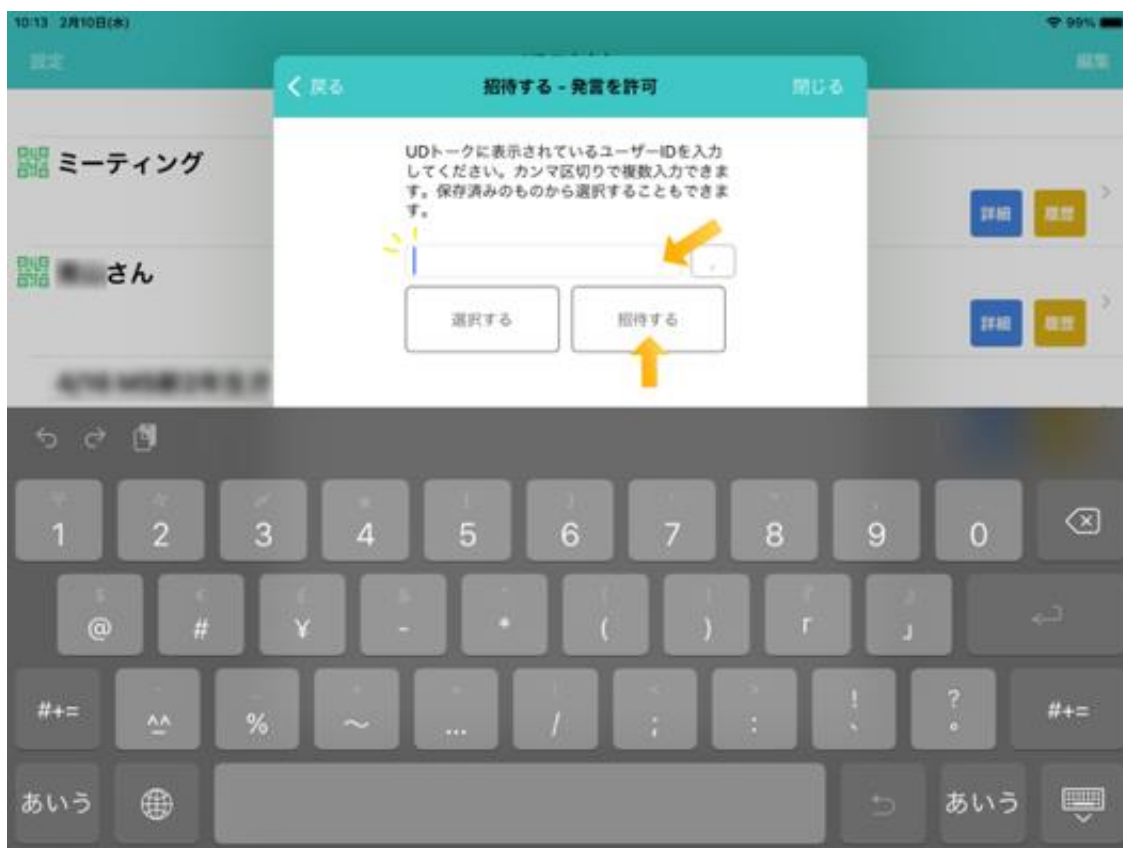 10:13 2月10日(水)
99%
設定
編集
戻る
招待する - 発言を許可
閉じる
UDトークに表示されているユーザーIDを入力
してください。カンマ区切りで複数入力できま
す。保存済みのものから選択することもできま
す。
,
選択する
招待する
ミーティング
詳細
履歴
さん
詳細
履歴
1 2 3 4 5 6 7 8 9 0
@ # ¥ - * ( ) 「 」
#+= ^^ % ~ … / ; : ! 、 ? 。 #+=
あいう
あいう